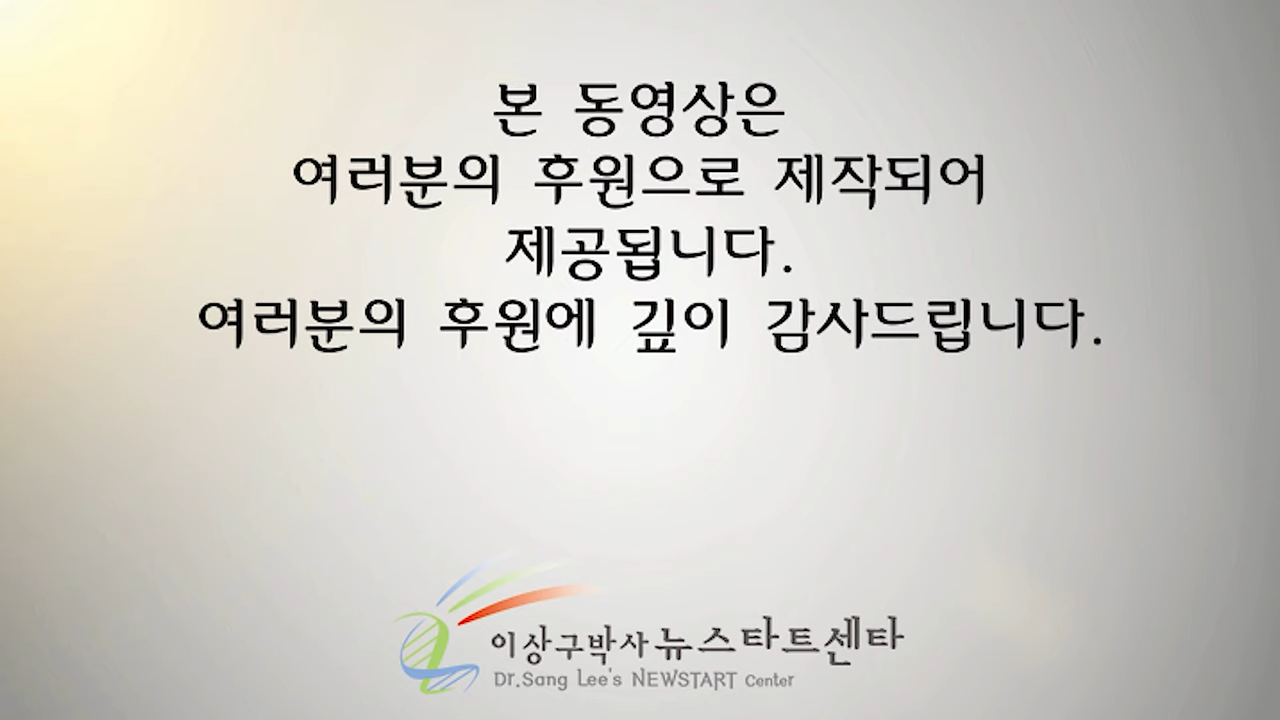 본 동영상은
여러분의 후원으로 제작되어
제공됩니다.
여러분의 후원에 깊이 감사드립니다.
이상구박사 뉴스타트센타
Dr.Sang Lee's NEWSTART Center